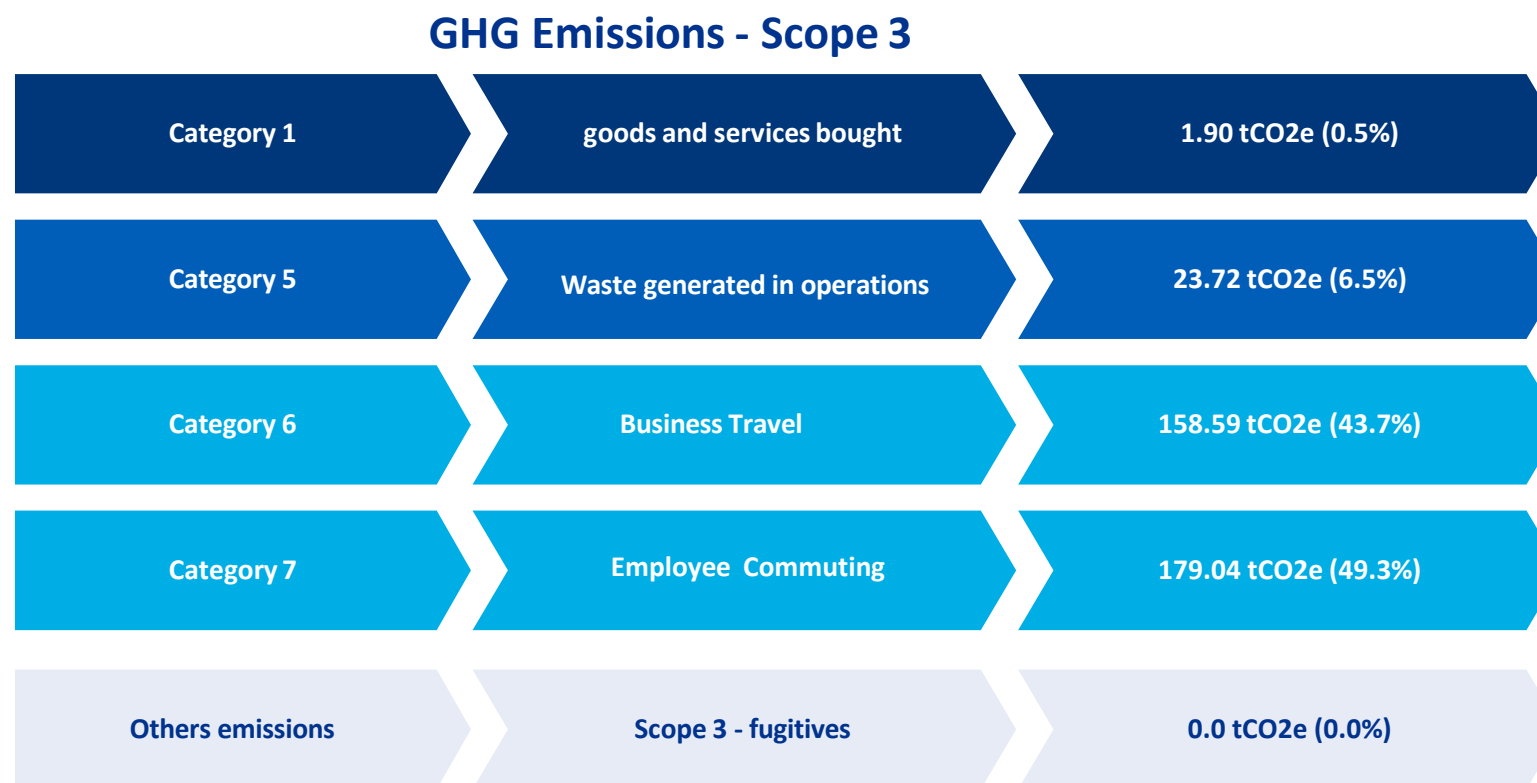 GHG Emissions - Scope 3
Category 1
goods and services bought
1.90 tCO2e (0.5%)
Category 5
Waste generated in operations
23.72 tCO2e (6.5%)
Category 6
Business Travel
158.59 tCO2e (43.7%)
Category 7
Employee Commuting
179.04 tCO2e (49.3%)
Others emissions
Scope 3 - fugitives
0.0 tCO2e (0.0%)